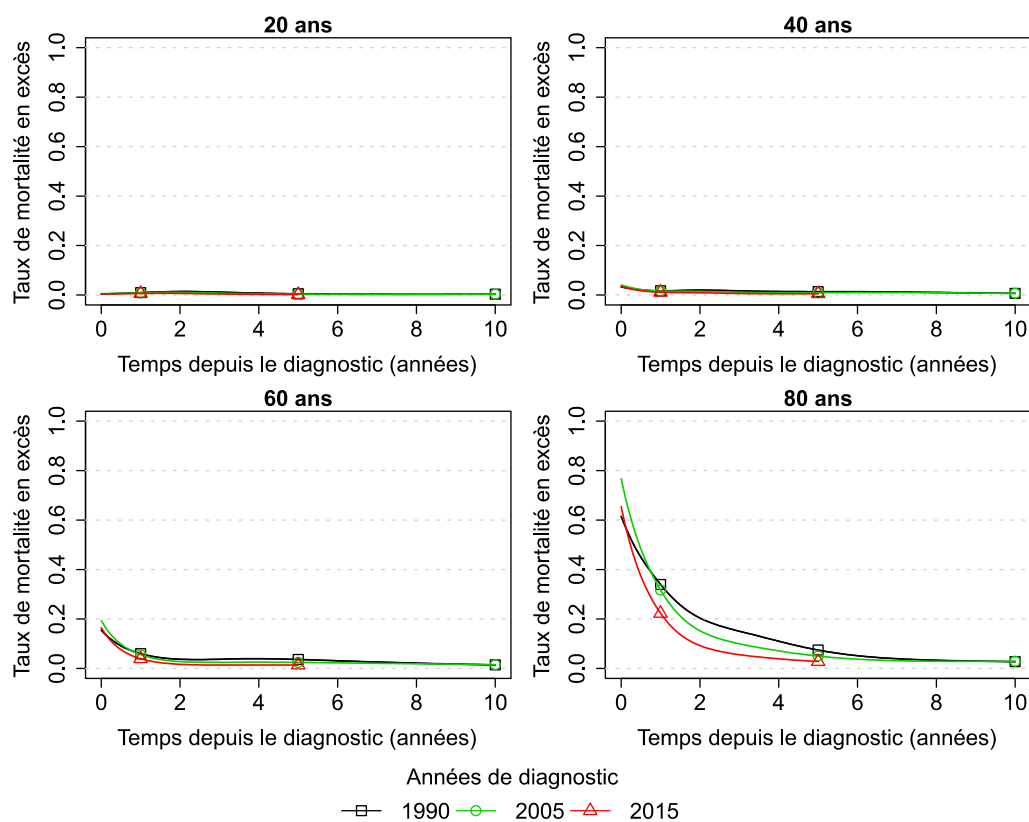 20 ans
Taux de mortalité en excès
0.0 0.2 0.4 0.6 0.8 1.0
0 2 4 6 8 10
Temps depuis le diagnostic (années)
40 ans
Taux de mortalité en excès
0.0 0.2 0.4 0.6 0.8 1.0
0 2 4 6 8 10
Temps depuis le diagnostic (années)
60 ans
Taux de mortalité en excès
0.0 0.2 0.4 0.6 0.8 1.0
0 2 4 6 8 10
Temps depuis le diagnostic (années)
80 ans
Taux de mortalité en excès
0.0 0.2 0.4 0.6 0.8 1.0
0 2 4 6 8 10
Temps depuis le diagnostic (années)
Années de diagnostic
1990 2005 2015